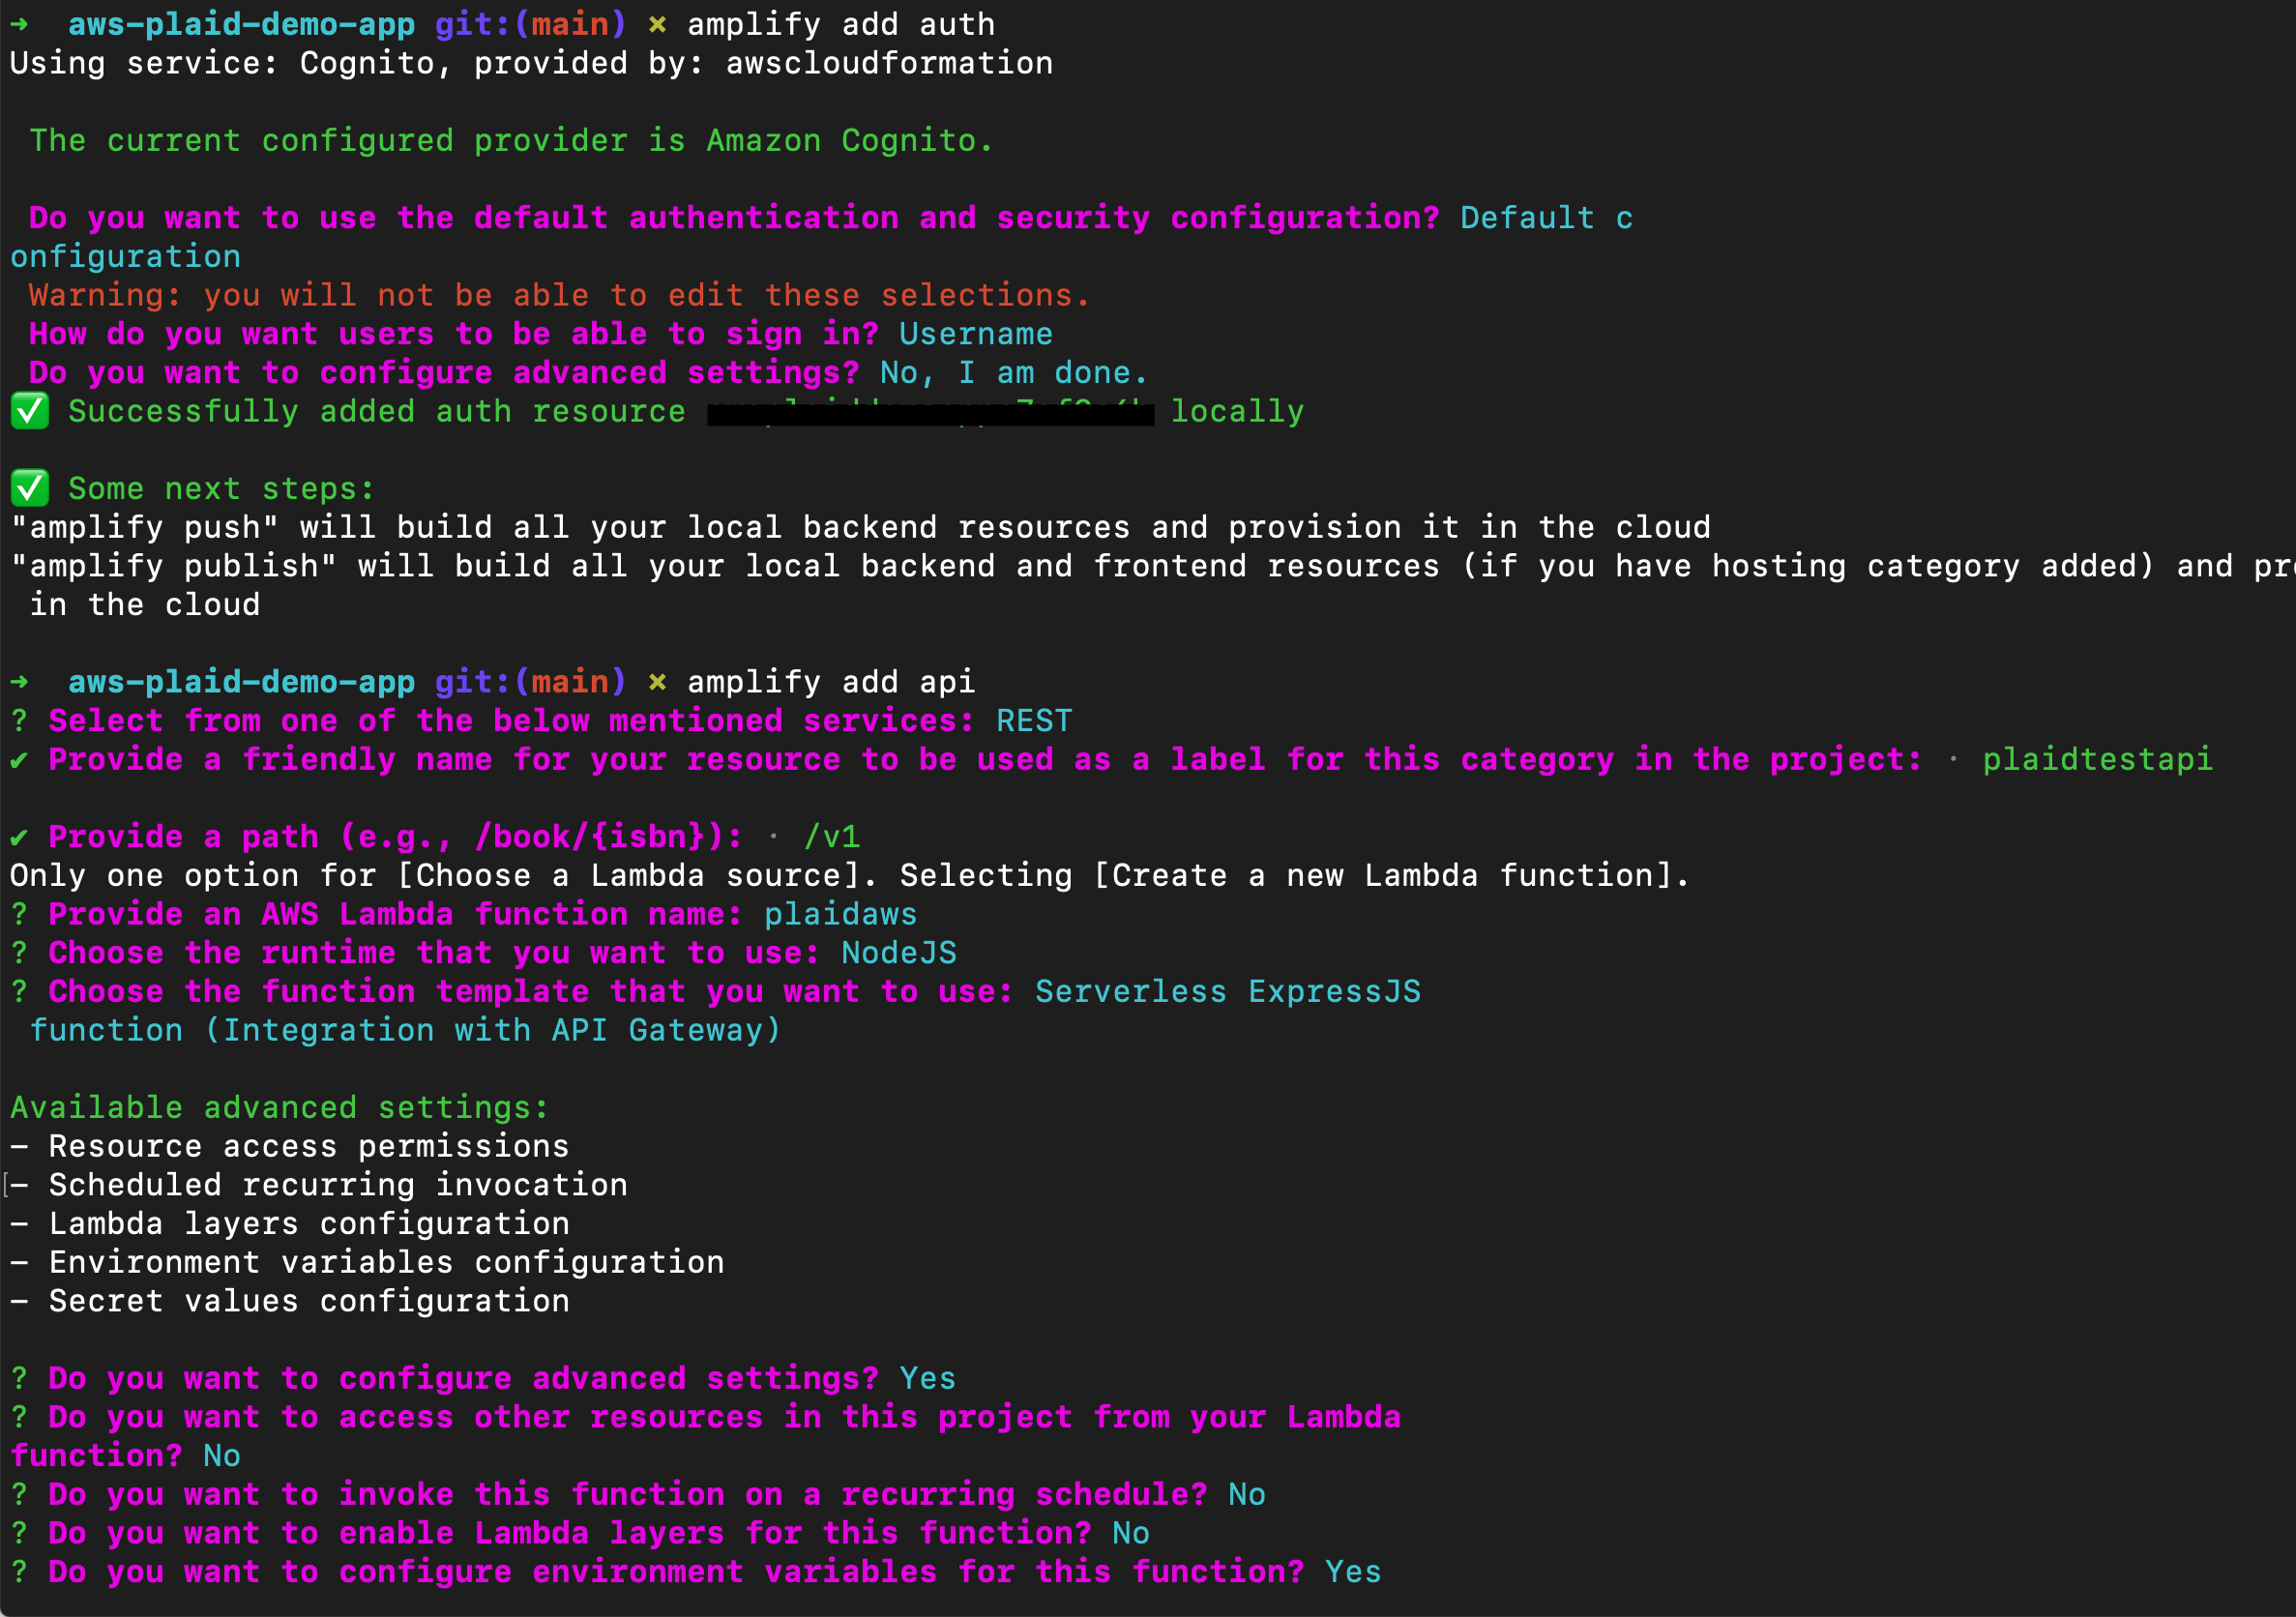 →  aws-plaid-demo-app git:(main) × amplify add auth
Using service: Cognito, provided by: awscloudformation
The current configured provider is Amazon Cognito.
Do you want to use the default authentication and security configuration? Default c
onfiguration
Warning: you will not be able to edit these selections.
How do you want users to be able to sign in? Username
Do you want to configure advanced settings? No, I am done.
✅ Successfully added auth resource locally
✅ Some next steps:
"amplify push" will build all your local backend resources and provision it in the cloud
"amplify publish" will build all your local backend and frontend resources (if you have hosting category added) and
in the cloud
→  aws-plaid-demo-app git:(main) × amplify add api
? Select from one of the below mentioned services: REST
✔ Provide a friendly name for your resource to be used as a label for this category in the project: · plaidtestapi
✔ Provide a path (e.g., /book/{isbn}): · /v1
Only one option for [Choose a Lambda source]. Selecting [Create a new Lambda function].
? Provide an AWS Lambda function name: plaidaws
? Choose the runtime that you want to use: NodeJS
? Choose the function template that you want to use: Serverless ExpressJS
function (Integration with API Gateway)
Available advanced settings:
– Resource access permissions
– Scheduled recurring invocation
– Lambda layers configuration
– Environment variables configuration
– Secret values configuration
? Do you want to configure advanced settings? Yes
? Do you want to access other resources in this project from your Lambda
function? No
? Do you want to invoke this function on a recurring schedule? No
? Do you want to enable Lambda layers for this function? No
? Do you want to configure environment variables for this function? Yes